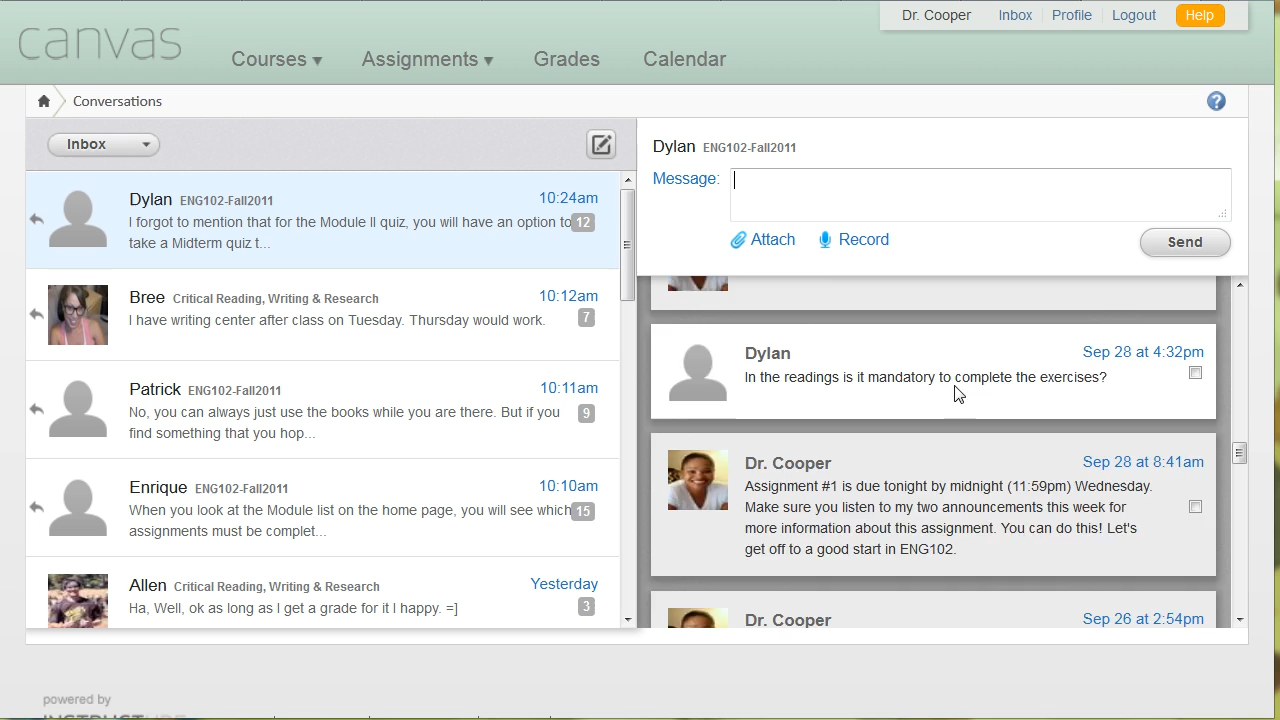 Dr. Cooper Inbox Profile Logout Help
canvas
Courses ▾ Assignments ▾ Grades Calendar
Conversations
?
Inbox
Dylan ENG102-Fall2011 10:24am
I forgot to mention that for the Module II quiz, you will have an option to 12
take a Midterm quiz t...
Bree Critical Reading, Writing & Research 10:12am
I have writing center after class on Tuesday. Thursday would work. 7
Patrick ENG102-Fall2011 10:11am
No, you can always just use the books while you are there. But if you 9
find something that you hop...
Enrique ENG102-Fall2011 10:10am
When you look at the Module list on the home page, you will see which 15
assignments must be complet...
Allen Critical Reading, Writing & Research Yesterday
Ha, Well, ok as long as I get a grade for it I happy. =] 3
Dylan ENG102-Fall2011
Message:
Attach Record Send
Dylan Sep 28 at 4:32pm
In the readings is it mandatory to complete the exercises?
Dr. Cooper Sep 28 at 8:41am
Assignment #1 is due tonight by midnight (11:59pm) Wednesday.
Make sure you listen to my two announcements this week for
more information about this assignment. You can do this! Let's
get off to a good start in ENG102.
Dr. Cooper Sep 26 at 2:54pm
powered by
INSTRUCTURE